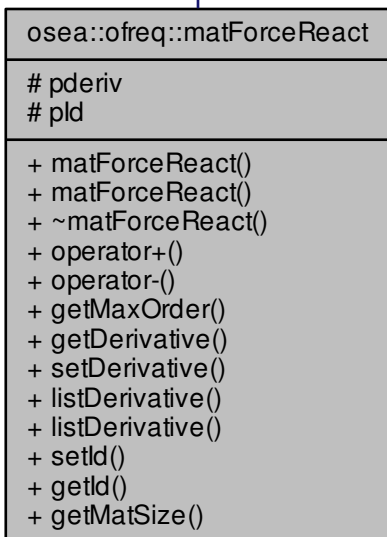 osea::ofreq::matForceReact
# pderiv
# pId
+ matForceReact()
+ matForceReact()
+ ~matForceReact()
+ operator+()
+ operator-()
+ getMaxOrder()
+ getDerivative()
+ setDerivative()
+ listDerivative()
+ listDerivative()
+ setId()
+ getId()
+ getMatSize()